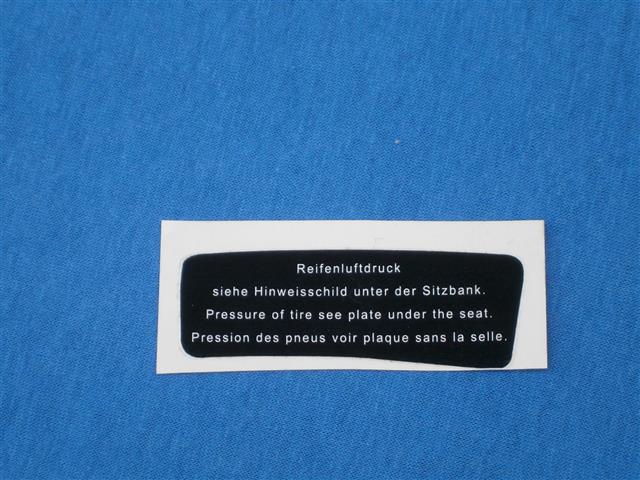 Reifenluftdruck
siehe Hinweisschild unter der Sitzbank.
Pressure of tire see plate under the seat.
Pression des pneus voir plaque sans la selle.